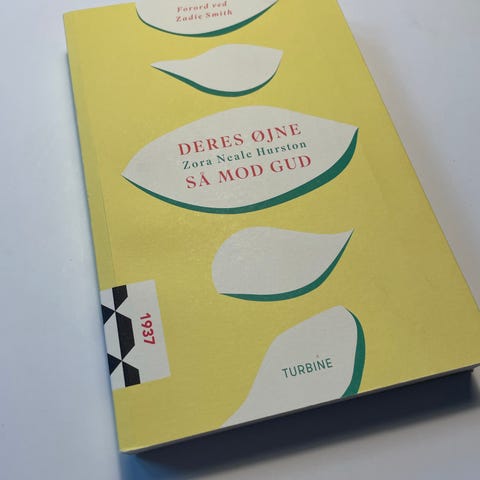 Forord ved
Zadie Smith
DERES ØJNE
Zora Neale Hurston
SÅ MOD GUD
1937
TURBINE